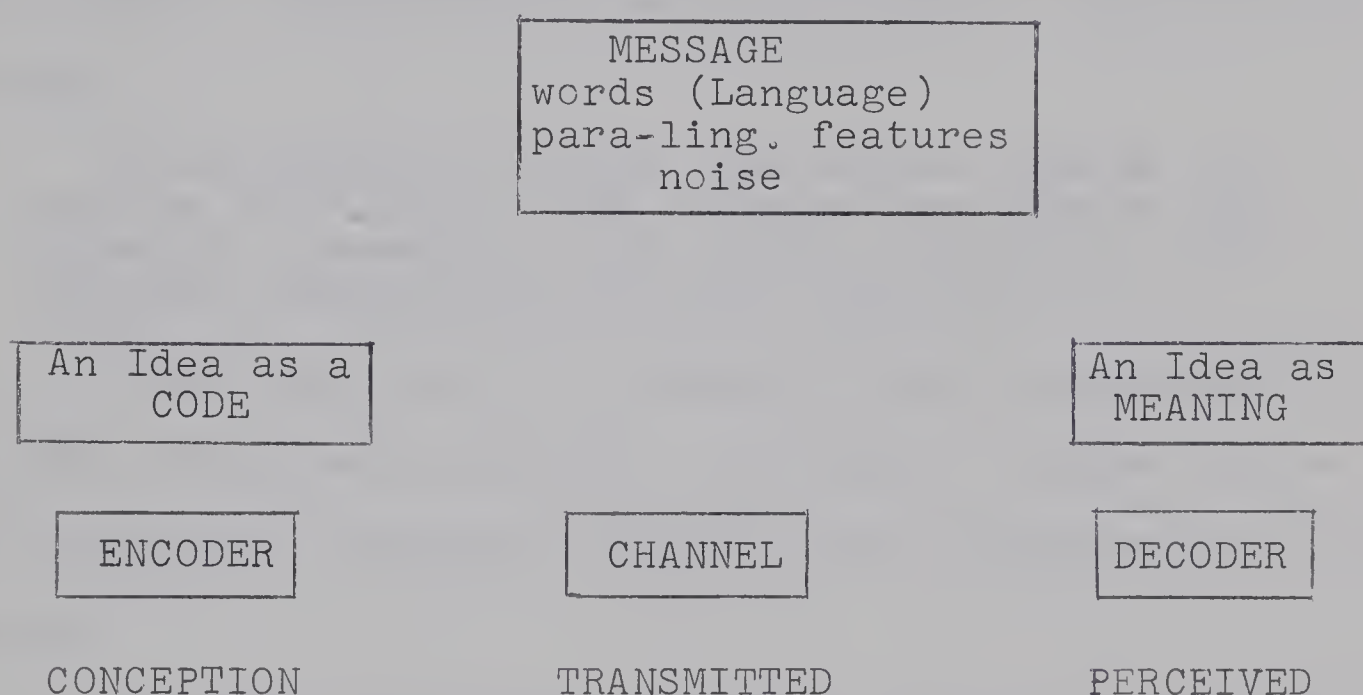 MESSAGE
words (Language)
para-ling. features
noise
An Idea as a
CODE
An Idea as
MEANING
ENCODER
CHANNEL
DECODER
CONCEPTION
TRANSMITTED
PERCEIVED